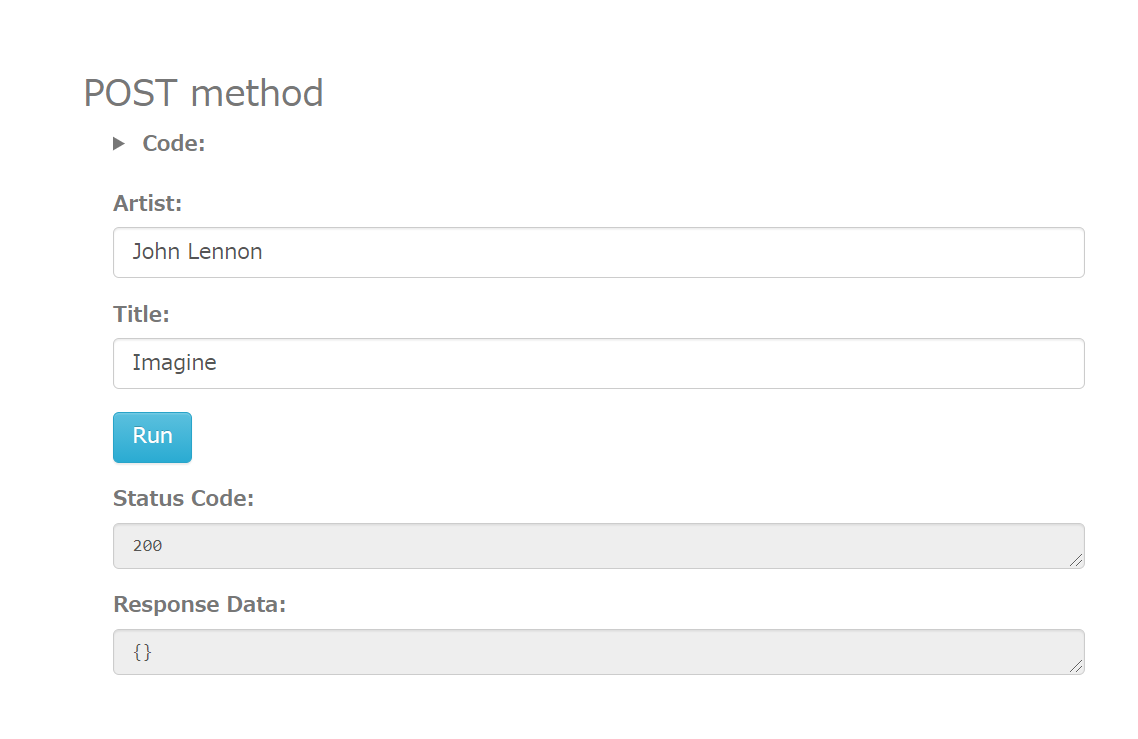 POST method
Code:
Artist:
John Lennon
Title:
Imagine
Run
Status Code:
200
Response Data:
{}